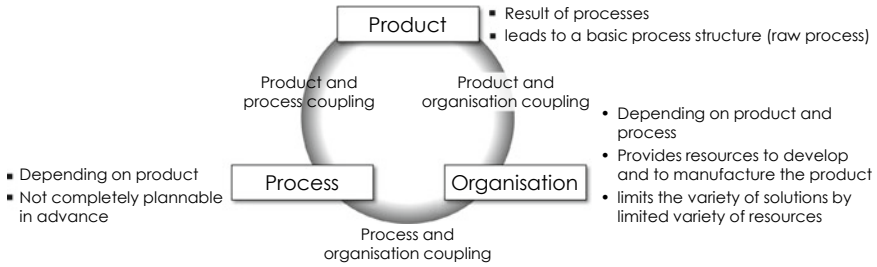 Product
▪ Result of processes
▪ leads to a basic process structure (raw process)
Product and
process coupling
Product and
organisation coupling
• Depending on product and
process
• Provides resources to develop
and to manufacture the product
• limits the variety of solutions by
limited variety of resources
▪ Depending on product
▪ Not completely plannable
in advance
Process
Organisation
Process and
organisation coupling